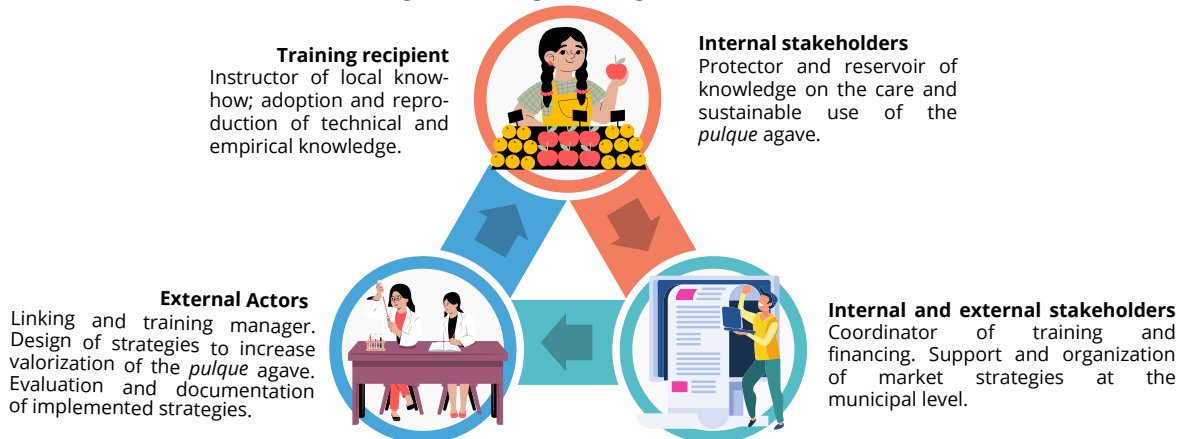 Training recipient
Instructor of local know-
how; adoption and repro-
duction of technical and
empirical knowledge.
Internal stakeholders
Protector and reservoir of
knowledge on the care and
sustainable use of the
pulque agave.
External Actors
Linking and training manager.
Design of strategies to increase
valorization of the pulque agave.
Evaluation and documentation
of implemented strategies.
Internal and external stakeholders
Coordinator of training and
financing. Support and organization
of market strategies at the
municipal level.